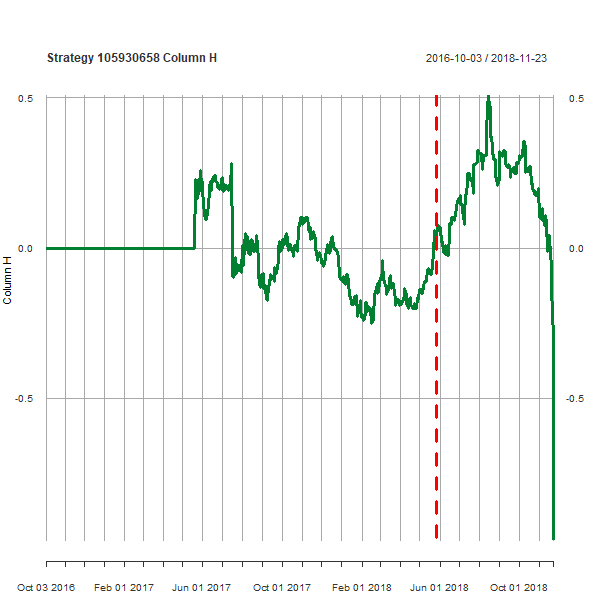 Strategy 105930658 Column H
2016-10-03 / 2018-11-23
0.5
0.5
0.0
0.0
Column H
-0.5
-0.5
Oct 03 2016
Feb 01 2017
Jun 01 2017
Oct 01 2017
Feb 01 2018
Jun 01 2018
Oct 01 2018